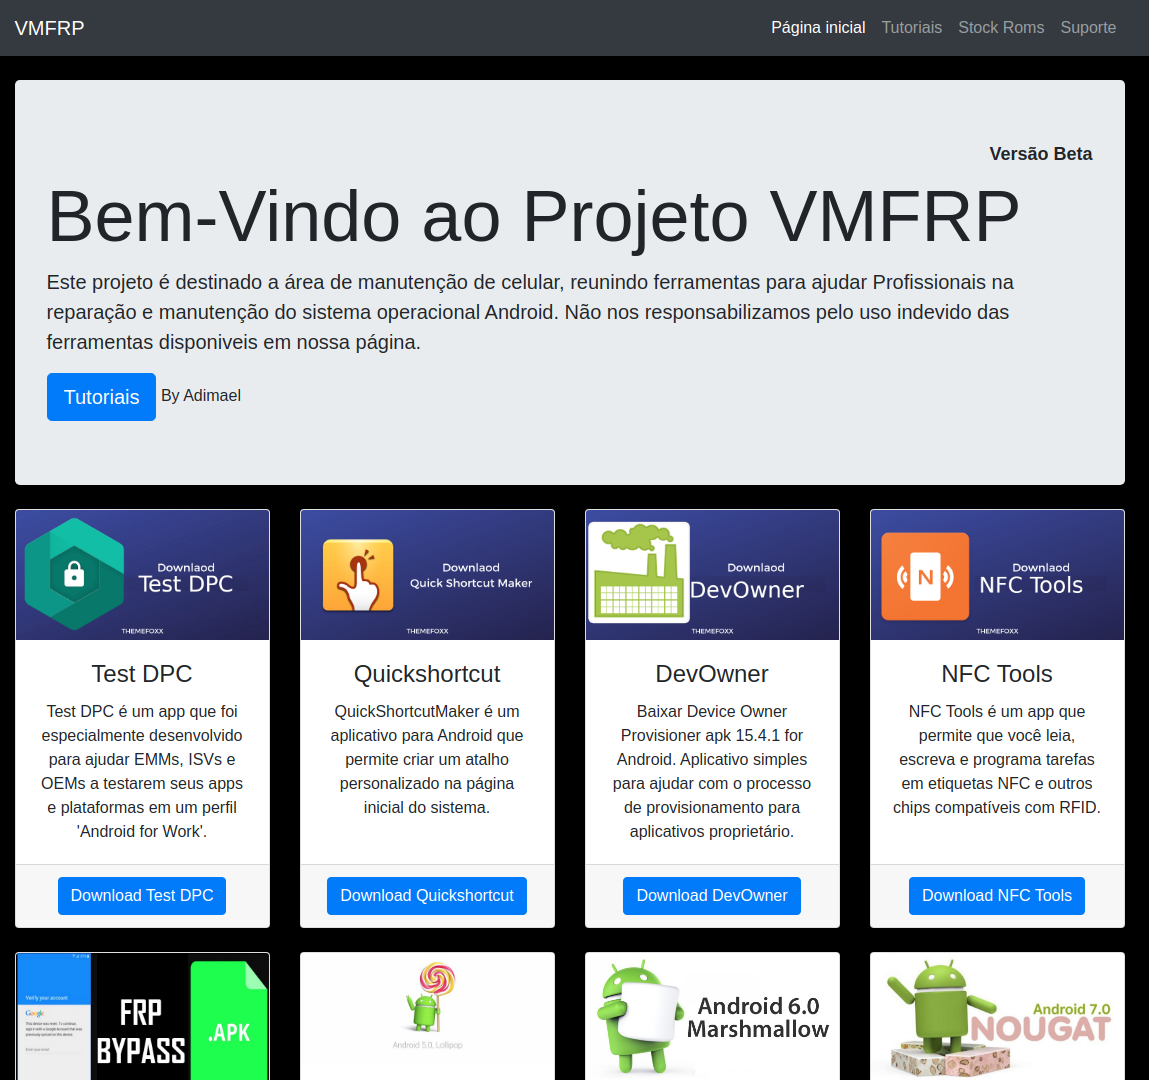 VMFRP
Página inicial Tutoriais Stock Roms Suporte
Versão Beta
Bem-Vindo ao Projeto VMFRP
Este projeto é destinado a área de manutenção de celular, reunindo ferramentas para ajudar Profissionais na
reparação e manutenção do sistema operacional Android. Não nos responsabilizamos pelo uso indevido das
ferramentas disponiveis em nossa página.
Tutoriais By Adimael
Downlaod
Test DPC
THEMEFOXX
Test DPC
Test DPC é um app que foi
especialmente desenvolvido
para ajudar EMMs, ISVs e
OEMs a testarem seus apps
e plataformas em um perfil
'Android for Work'.
Download Test DPC
Downlaod
Quick Shortcut Maker
THEMEFOXX
Quickshortcut
QuickShortcutMaker é um
aplicativo para Android que
permite criar um atalho
personalizado na página
inicial do sistema.
Download Quickshortcut
Downlaod
DevOwner
THEMEFOXX
DevOwner
Baixar Device Owner
Provisioner apk 15.4.1 for
Android. Aplicativo simples
para ajudar com o processo
de provisionamento para
aplicativos proprietário.
Download DevOwner
N
Downlaod
NFC Tools
THEMEFOXX
NFC Tools
NFC Tools é um app que
permite que você leia,
escreva e programa tarefas
em etiquetas NFC e outros
chips compatíveis com RFID.
Download NFC Tools
Verify your account
Google
FRP
BYPASS
.APK
Android 5.0, Lollipop
Android 6.0
Marshmallow
Android 7.0
NOUGAT